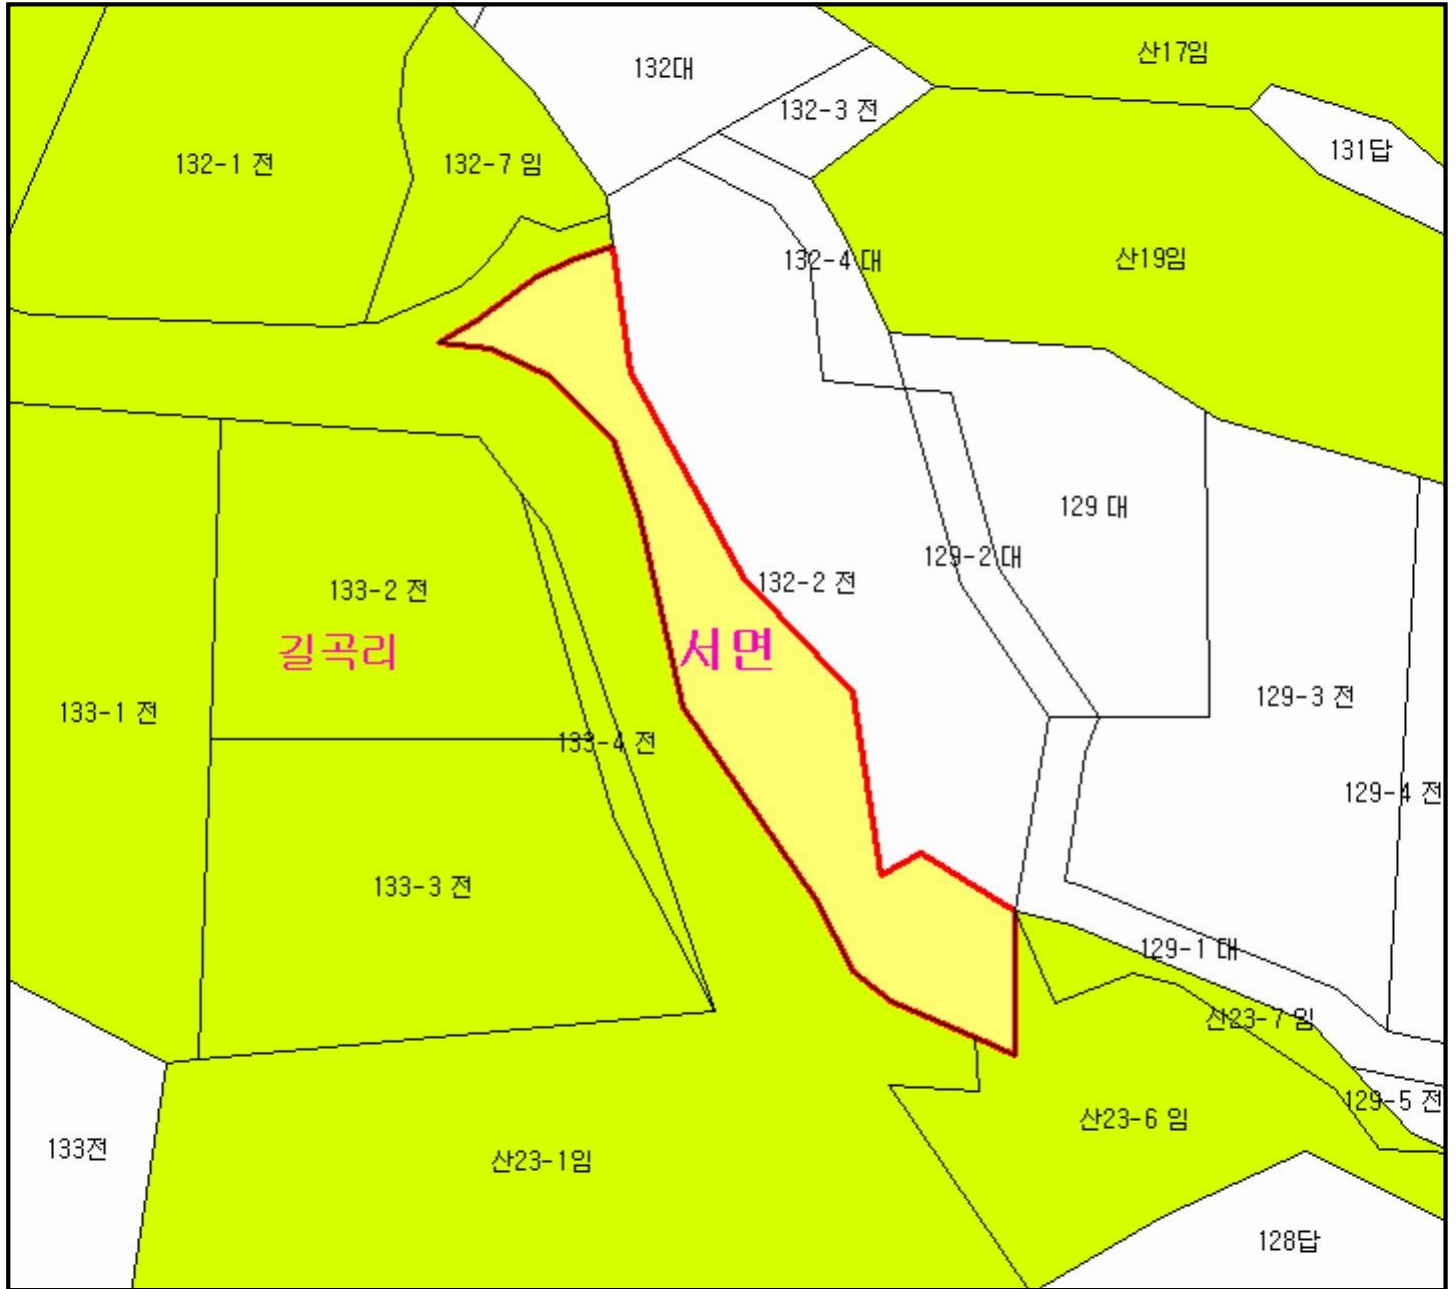 산17임
132대
132-3 전
131답
132-1 전
132-7 임
132-4 대
산19임
129 대
129-2 대
132-2 전
133-2 전
길곡리
서면
133-1 전
129-3 전
133-4 전
129-4 전
133-3 전
129-1 대
산23-7 임
129-5 전
산23-6 임
133전
산23-1임
128답